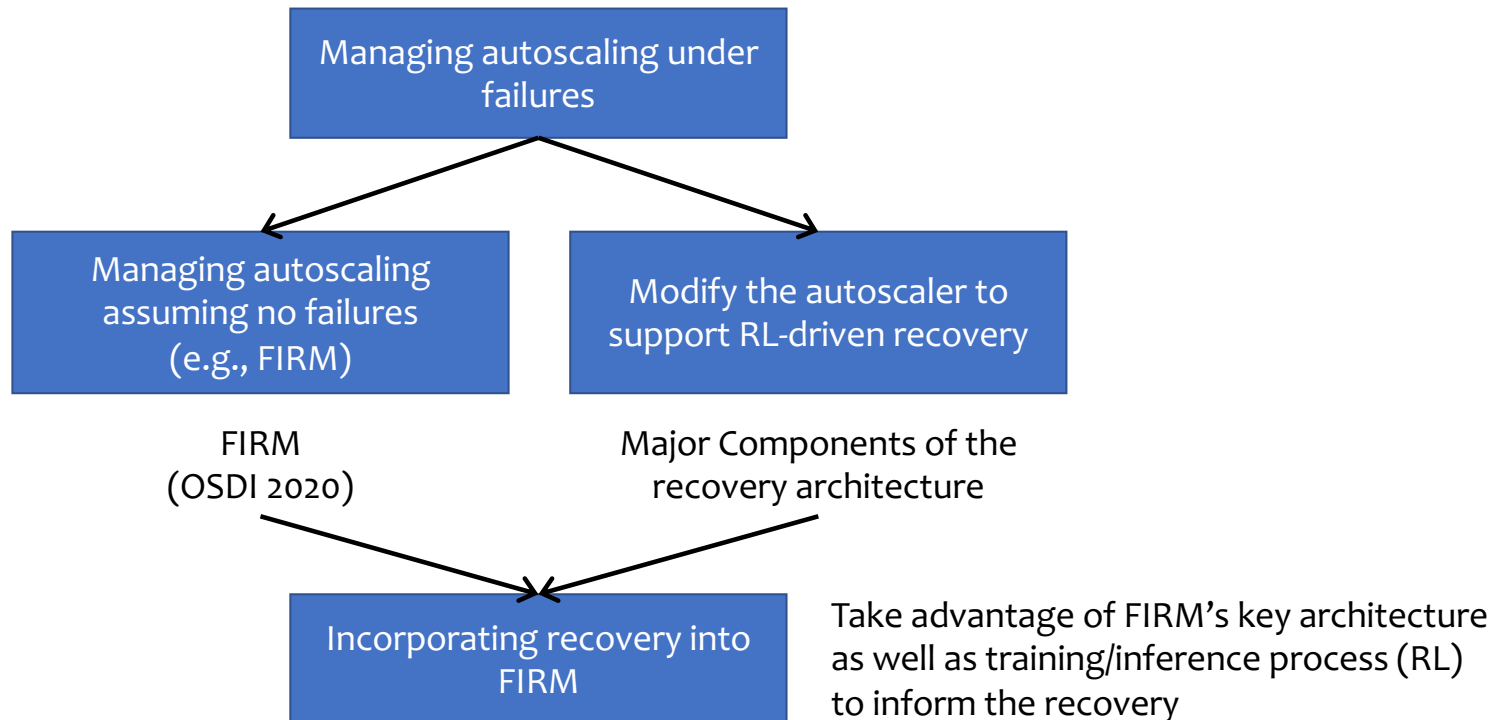 Managing autoscaling under
failures
Managing autoscaling
assuming no failures
(e.g., FIRM)
Modify the autoscaler to
support RL-driven recovery
FIRM
(OSDI 2020)
Major Components of the
recovery architecture
Incorporating recovery into
FIRM
Take advantage of FIRM’s key architecture
as well as training/inference process (RL)
to inform the recovery